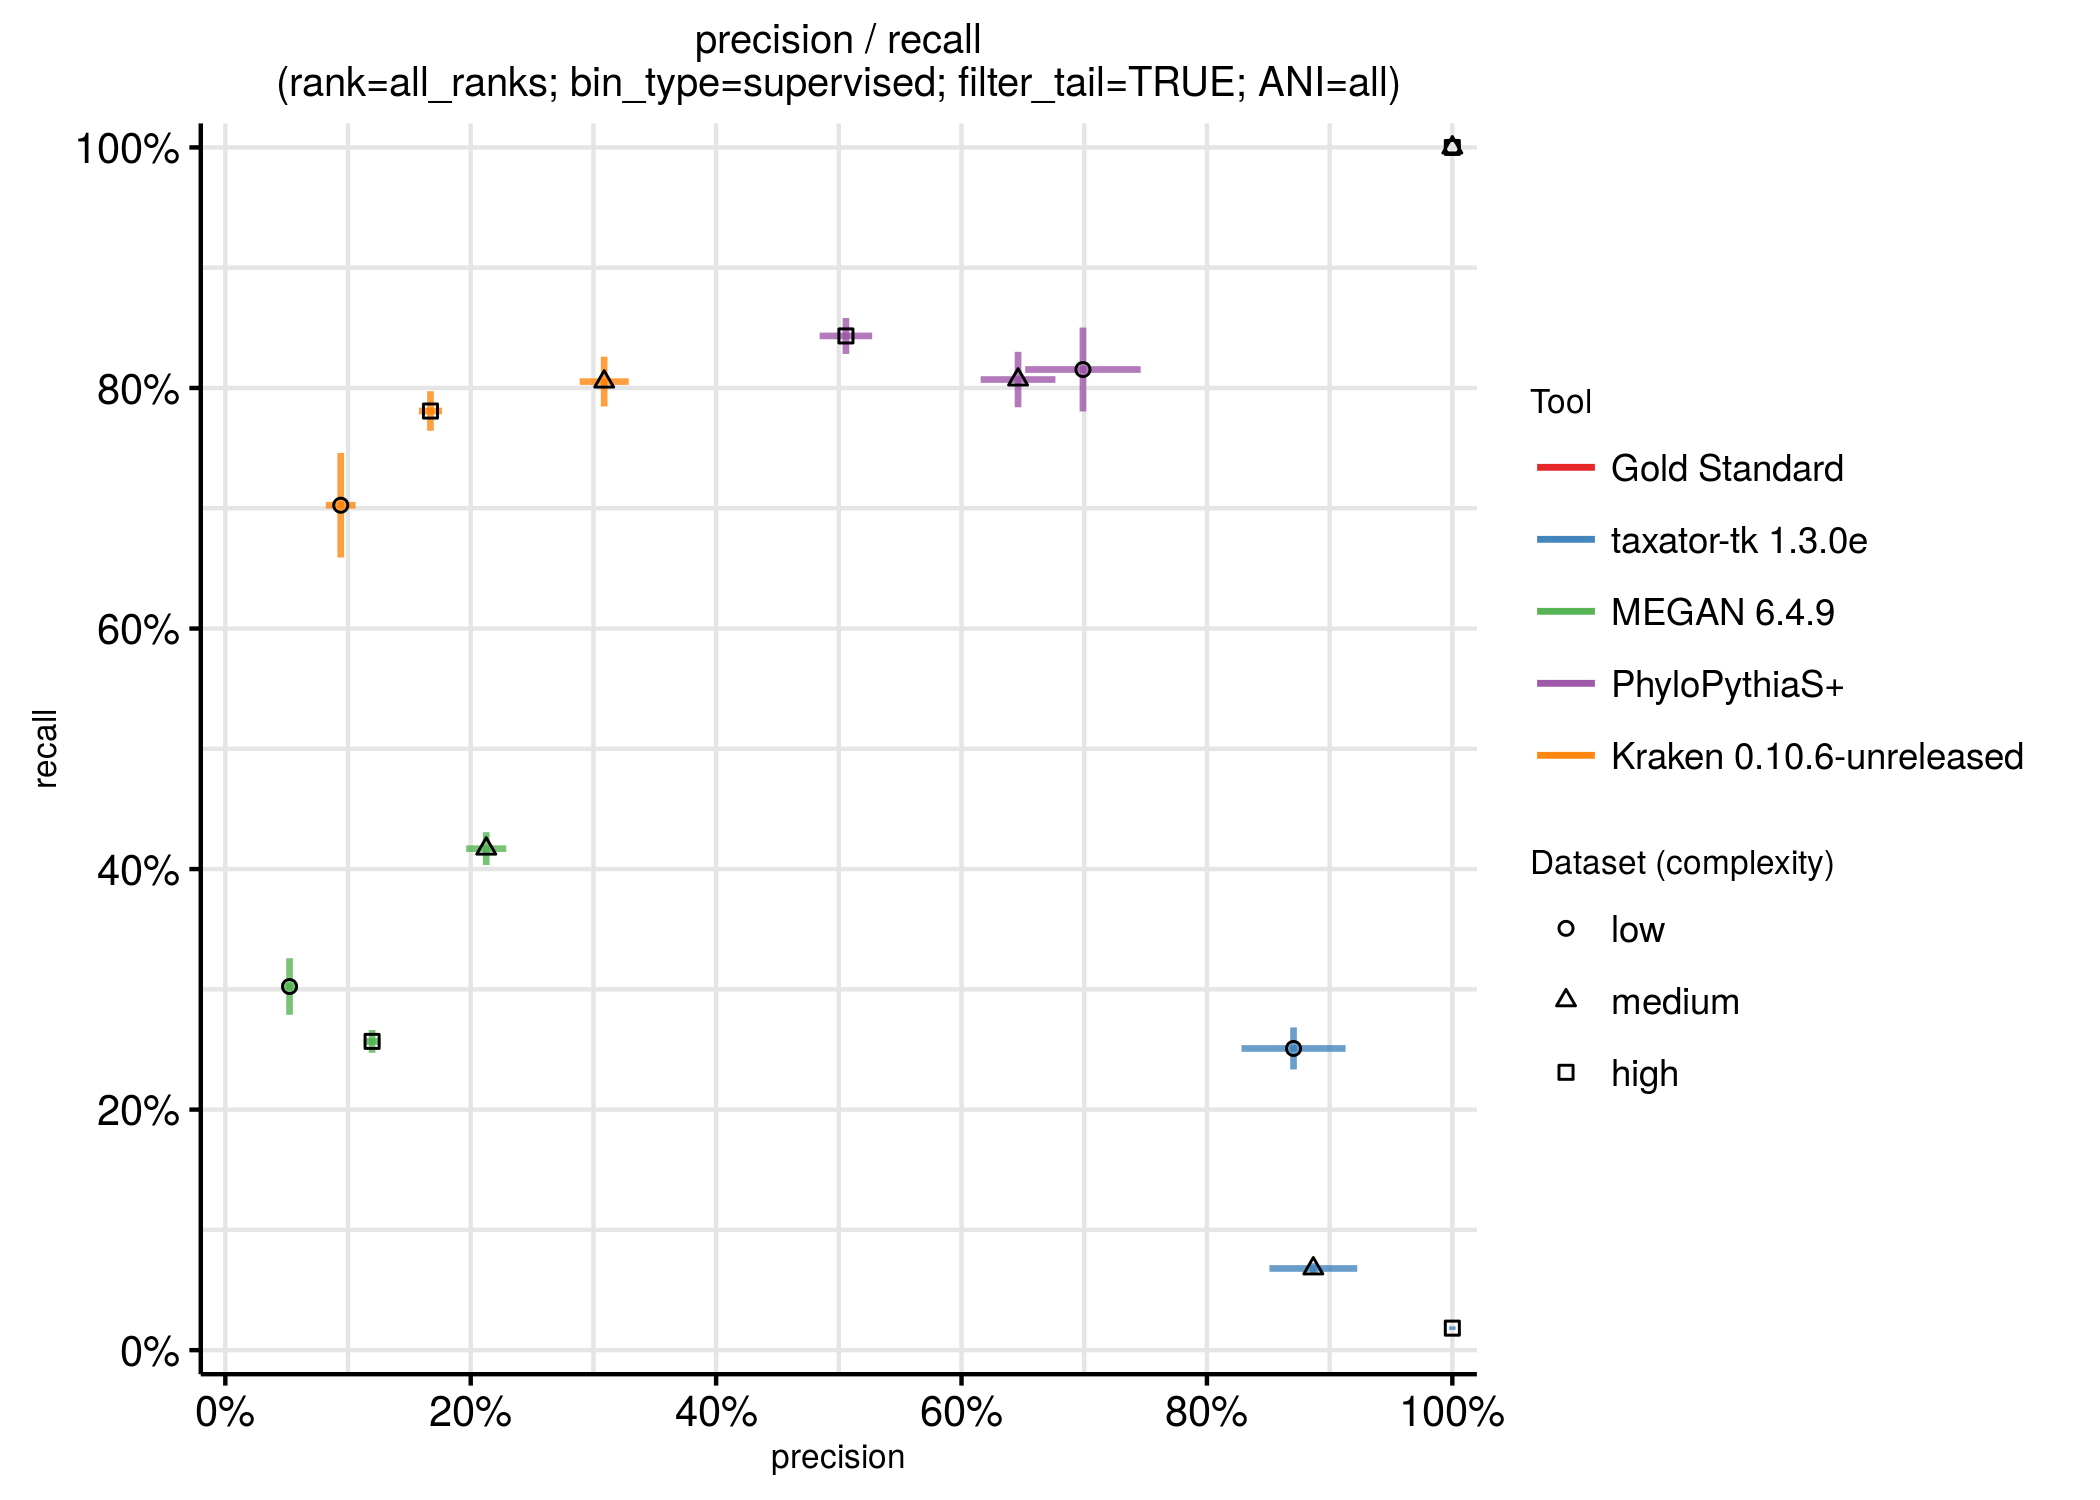 precision / recall
(rank=all_ranks; bin_type=supervised; filter_tail=TRUE; ANI=all)
100%
80%
60%
40%
20%
0%
recall
0%
20%
40%
60%
80%
100%
precision
Tool
Gold Standard
taxator-tk 1.3.0e
MEGAN 6.4.9
PhyloPythiaS+
Kraken 0.10.6-unreleased
Dataset (complexity)
low
medium
high